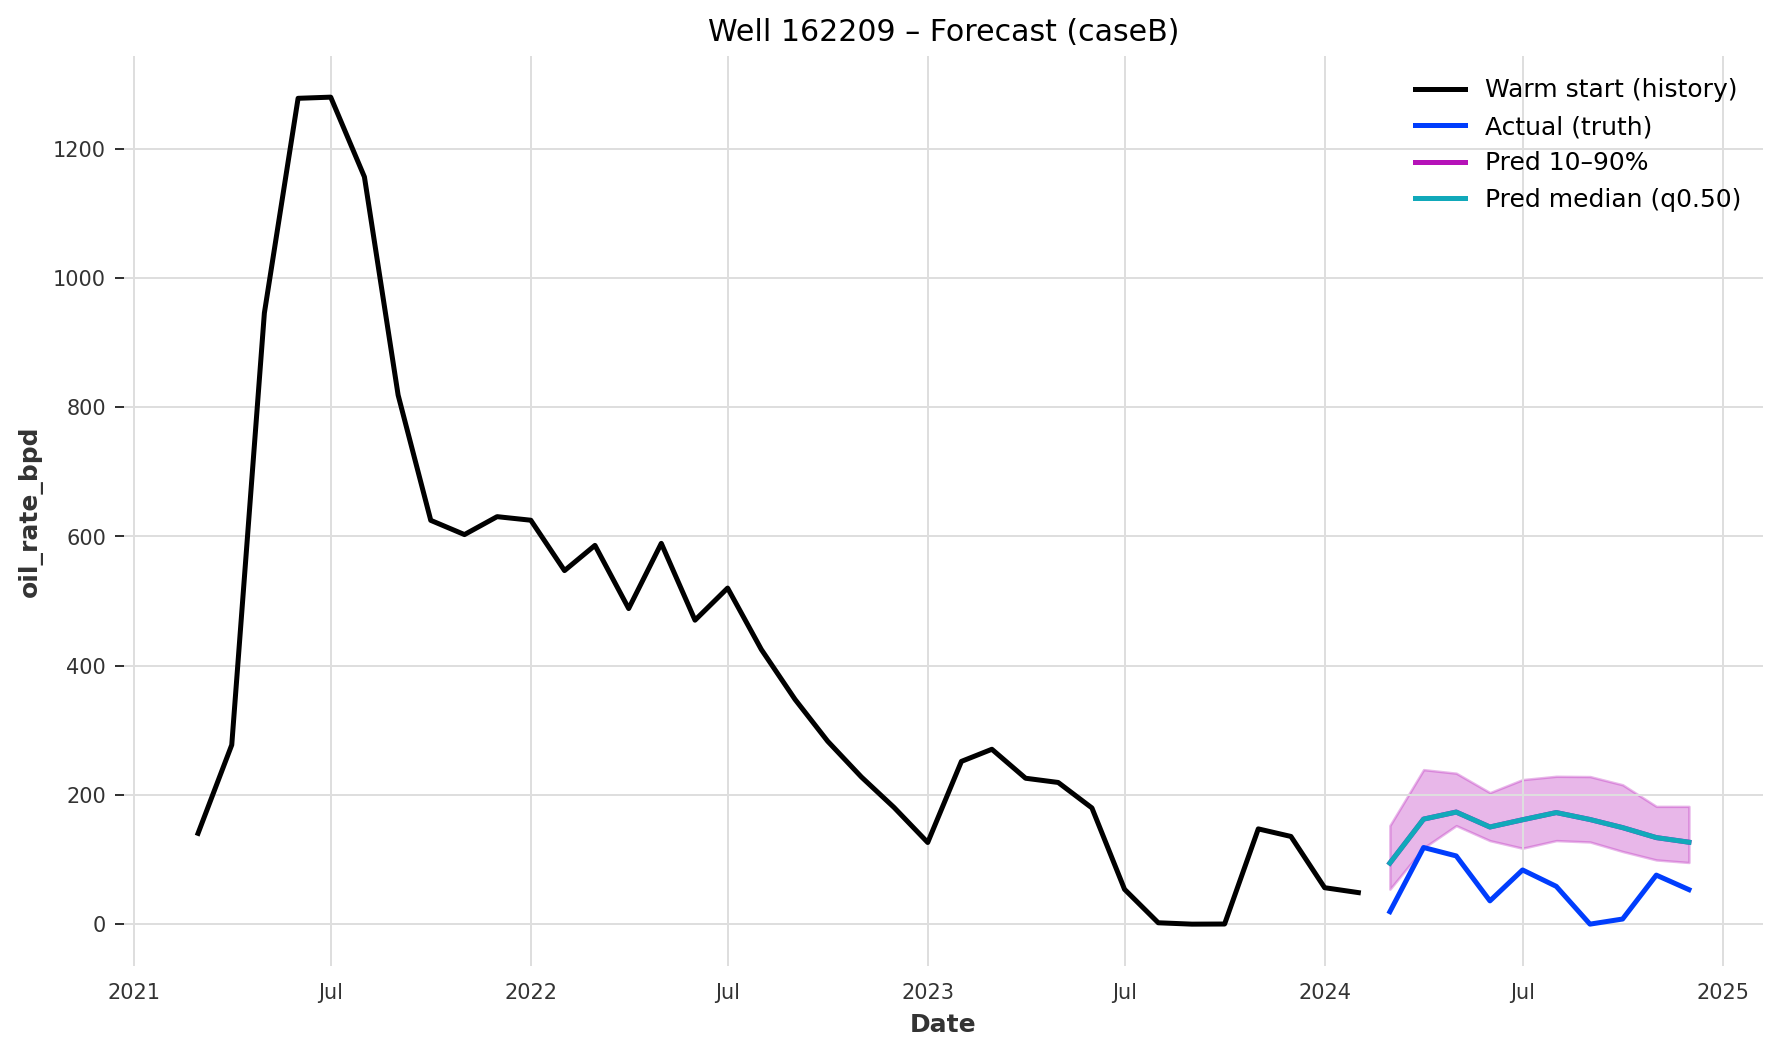 Well 162209 – Forecast (caseB)
Warm start (history)
Actual (truth)
Pred 10–90%
Pred median (q0.50)
oil_rate_bpd
1200
1000
800
600
400
200
0
2021
Jul
2022
Jul
2023
Jul
2024
Jul
2025
Date